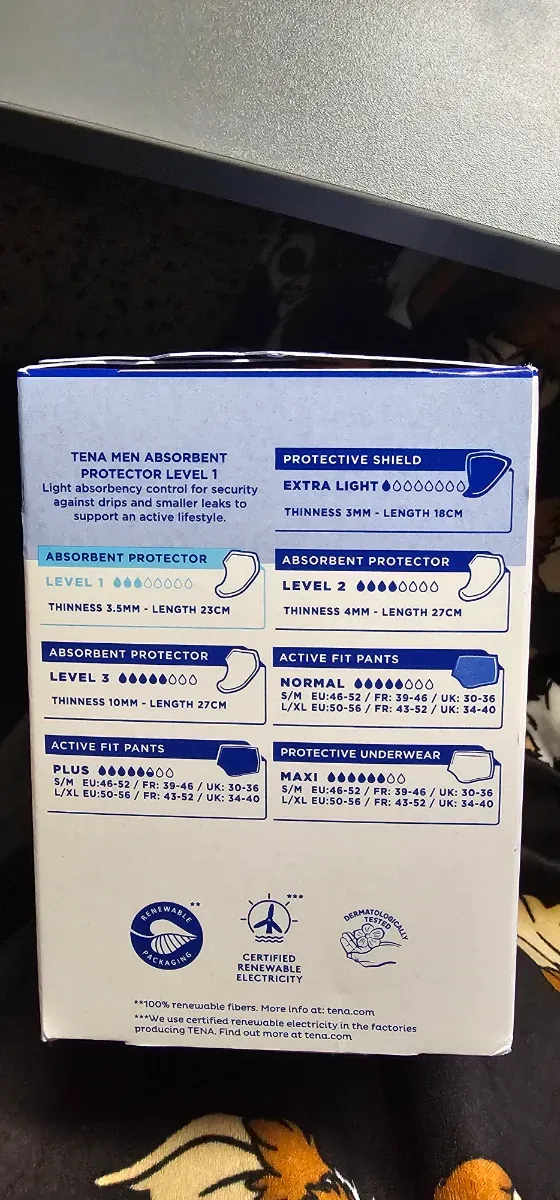 TENA MEN ABSORBENT
PROTECTOR LEVEL 1
Light absorbency control for security
against drips and smaller leaks to
support an active lifestyle.
PROTECTIVE SHIELD
EXTRA LIGHT
THINNESS 3MM - LENGTH 18CM
ABSORBENT PROTECTOR
LEVEL 1
THINNESS 3.5MM - LENGTH 23CM
ABSORBENT PROTECTOR
LEVEL 2
THINNESS 4MM - LENGTH 27CM
ABSORBENT PROTECTOR
LEVEL 3
THINNESS 10MM - LENGTH 27CM
ACTIVE FIT PANTS
NORMAL
S/M EU:46-52 / FR: 39-46 / UK: 30-36
L/XL EU:50-56 / FR: 43-52 / UK: 34-40
ACTIVE FIT PANTS
PLUS
S/M EU:46-52 / FR: 39-46 / UK: 30-36
L/XL EU:50-56 / FR: 43-52 / UK: 34-40
PROTECTIVE UNDERWEAR
MAXI
S/M EU:46-52 / FR: 39-46 / UK: 30-36
L/XL EU:50-56 / FR: 43-52 / UK: 34-40
RENEWABLE
PACKAGING
**
***
CERTIFIED
RENEWABLE
ELECTRICITY
DERMATOLOGICALLY
TESTED
**100% renewable fibers. More info at: tena.com
***We use certified renewable electricity in the factories
producing TENA. Find out more at tena.com